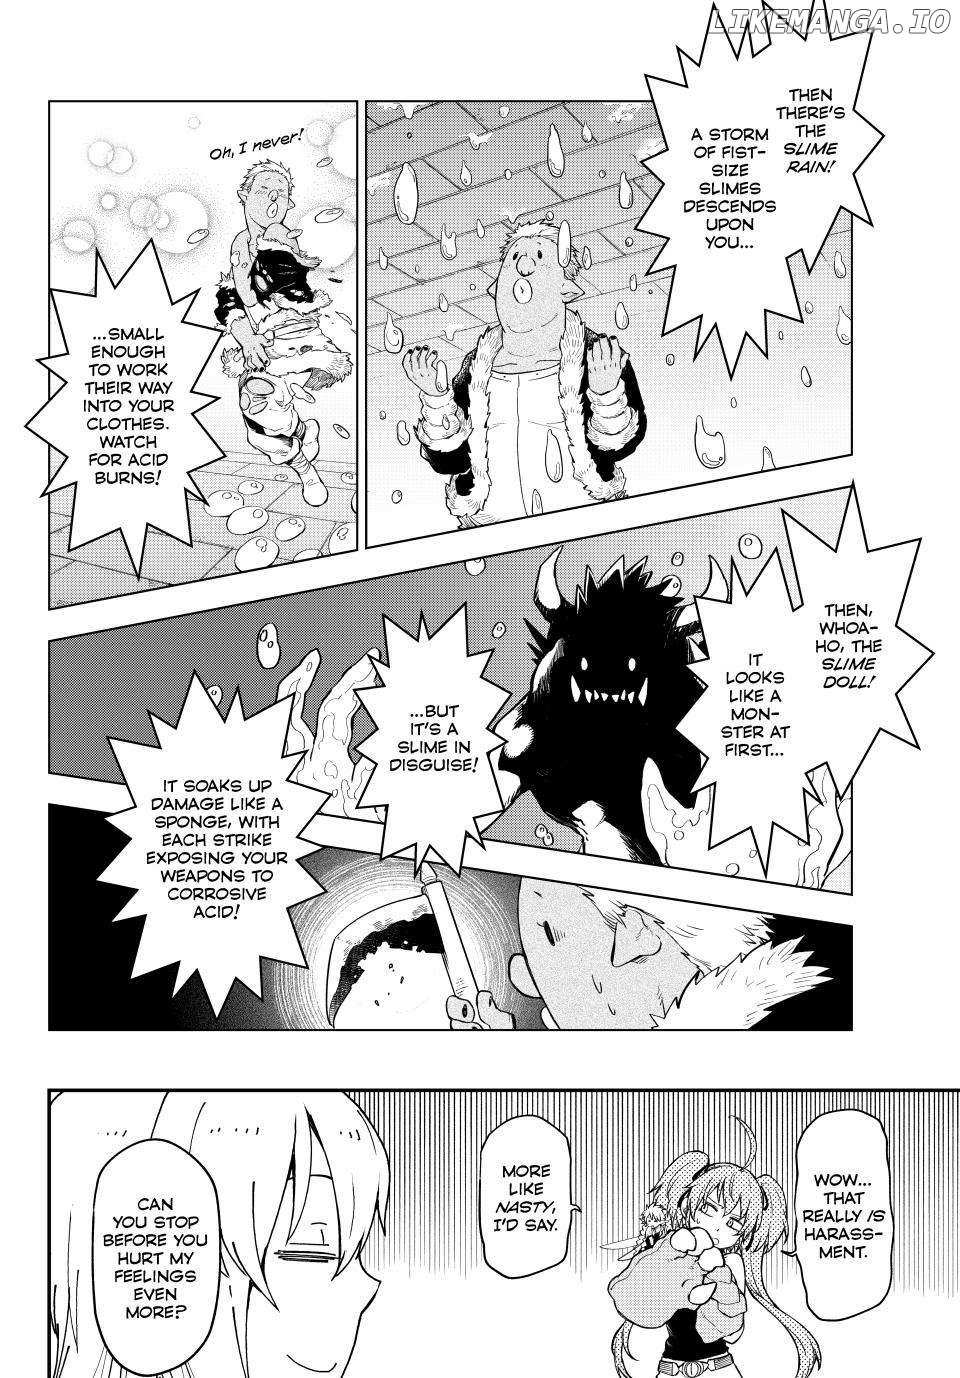 LIKEMANGA.IO
THEN
THERE'S
THE
SLIME
RAIN!
A STORM
OF FIST-
SIZE
SLIMES
DESCENDS
UPON
YOU...
Oh, I never!
...SMALL
ENOUGH
TO WORK
THEIR WAY
INTO YOUR
CLOTHES.
WATCH
FOR ACID
BURNS!
THEN,
WHOA-
HO, THE
SLIME
DOLL!
IT
LOOKS
LIKE A
MON-
STER AT
FIRST...
...BUT
IT'S A
SLIME IN
DISGUISE!
IT SOAKS UP
DAMAGE LIKE A
SPONGE, WITH
EACH STRIKE
EXPOSING YOUR
WEAPONS TO
CORROSIVE
ACID!
WOW...
THAT
REALLY IS
HARASS-
MENT.
MORE
LIKE
NASTY,
I'D SAY.
CAN
YOU STOP
BEFORE YOU
HURT MY
FEELINGS
EVEN
MORE?